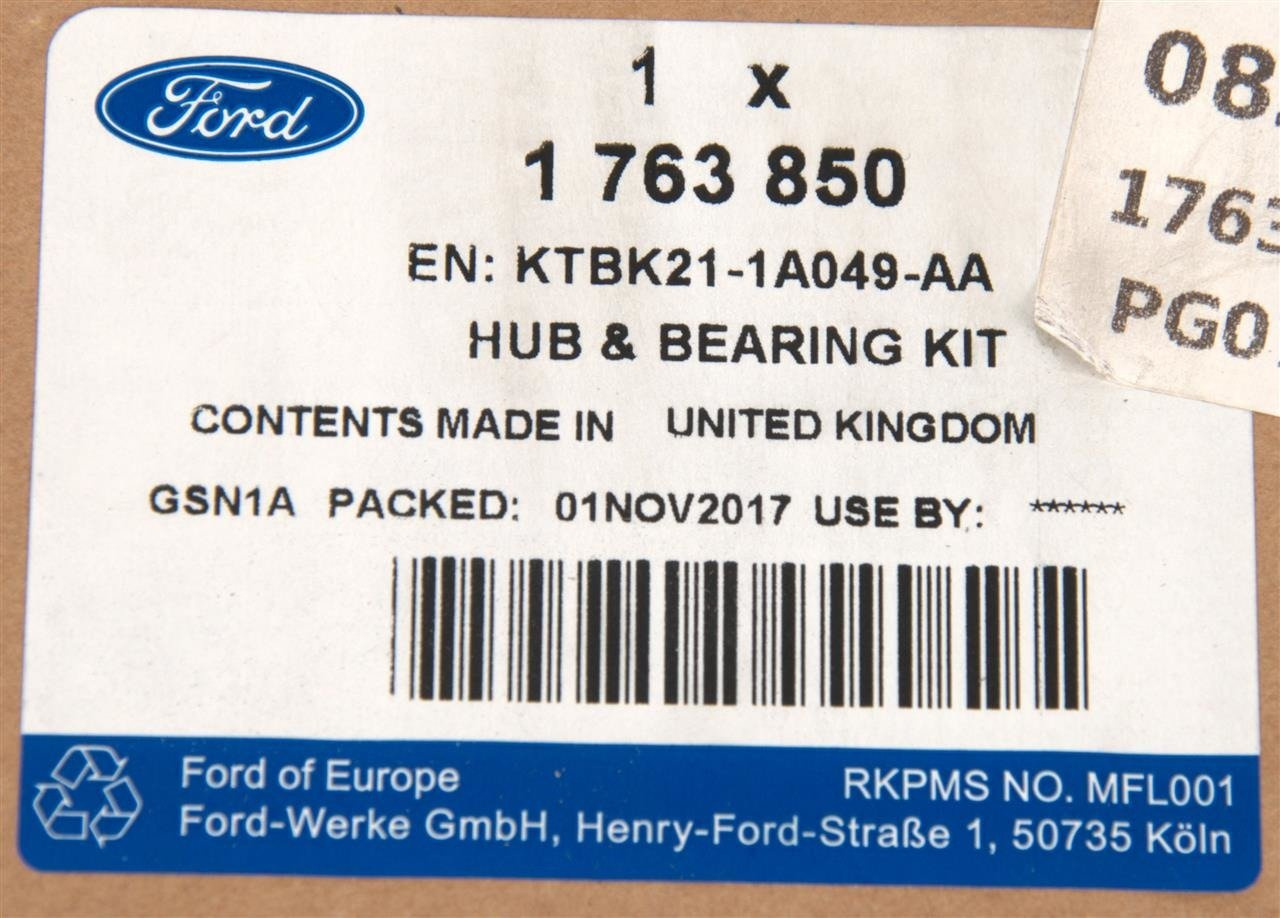 Ford
1 x
1 763 850
EN: KTBK21-1A049-AA
HUB & BEARING KIT
CONTENTS MADE IN UNITED KINGDOM
GSN1A PACKED: 01NOV2017 USE BY: ******
Ford of Europe
Ford-Werke GmbH, Henry-Ford-Straße 1, 50735 Köln
RKPMS NO. MFL001
08
1763
PG0